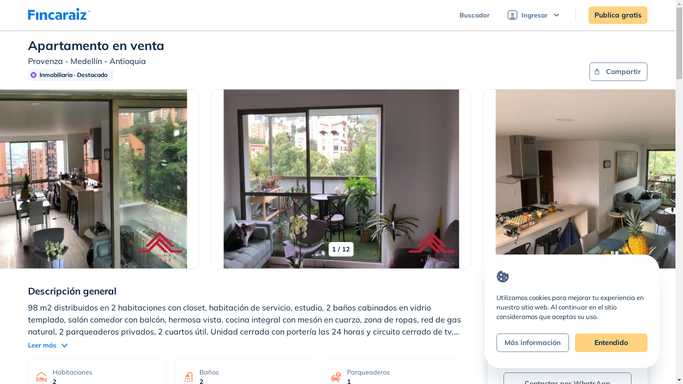 Fincaraiz
Buscador
Ingresar
Publica gratis
Apartamento en venta
Provenza - Medellín - Antioquia
Inmobiliaria · Destacado
Compartir
1 / 12
Descripción general
98 m2 distribuidos en 2 habitaciones con closet, habitación de servicio, estudio, 2 baños cabinados en vidrio
templado, salón comedor con balcón, hermosa vista, cocina integral con mesón en cuarzo, zona de ropas, red de gas
natural, 2 parqueaderos privados, 2 cuartos útil. Unidad cerrada con portería las 24 horas y circuito cerrado de tv,...
Leer más
Habitaciones
2
Baños
2
Parqueaderos
1
Utilizamos cookies para mejorar tu experiencia en
nuestro sitio web. Al continuar en el sitio
consideramos que aceptas su uso.
Más información
Entendido
Contactar por WhatsApp